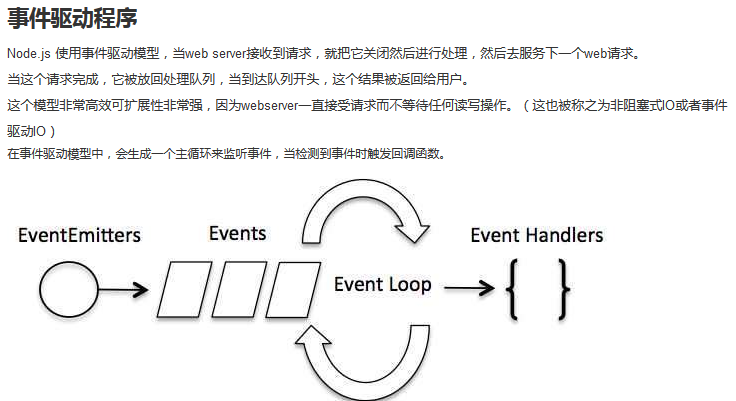 事件驱动程序
Node.js 使用事件驱动模型，当web server接收到请求，就把它关闭然后进行处理，然后去服务下一个web请求。
当这个请求完成，它被放回处理队列，当到达队列开头，这个结果被返回给用户。
这个模型非常高效可扩展性非常强，因为webserver一直接受请求而不等待任何读写操作。（这也被称之为非阻塞式IO或者事件
驱动IO）
在事件驱动模型中，会生成一个主循环来监听事件，当检测到事件时触发回调函数。
EventEmitters
Events
Event Handlers
Event Loop
{ }